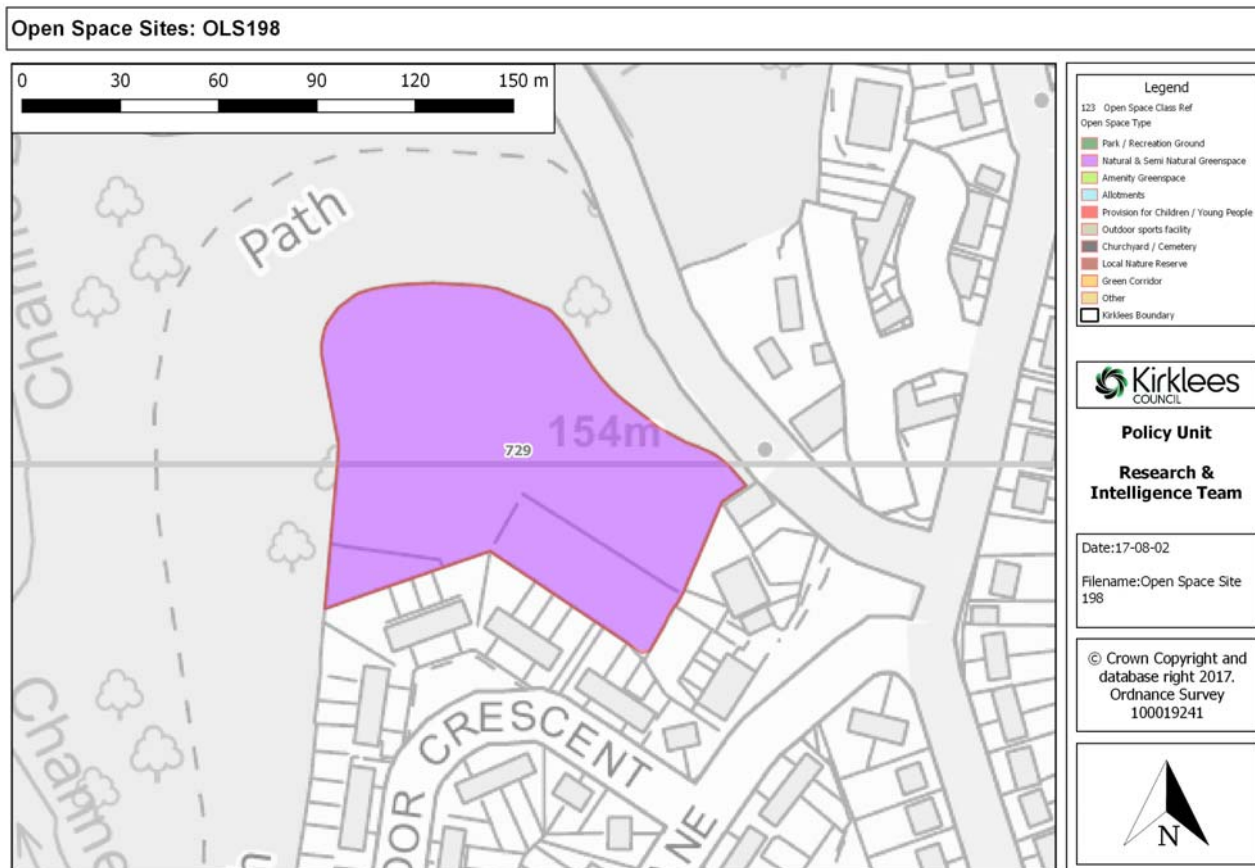 Open Space Sites: OLS198
0 30 60 90 120 150 m
Path
154m
729
CRESCENT
Legend
123 Open Space Class Ref
Open Space Type
Park / Recreation Ground
Natural & Semi Natural Greenspace
Amenity Greenspace
Allotments
Provision for Children / Young People
Outdoor sports facility
Churchyard / Cemetery
Local Nature Reserve
Green Corridor
Other
Kirklees Boundary
Kirklees
COUNCIL
Policy Unit
Research &
Intelligence Team
Date:17-08-02
Filename:Open Space Site
198
© Crown Copyright and
database right 2017.
Ordnance Survey
100019241
N